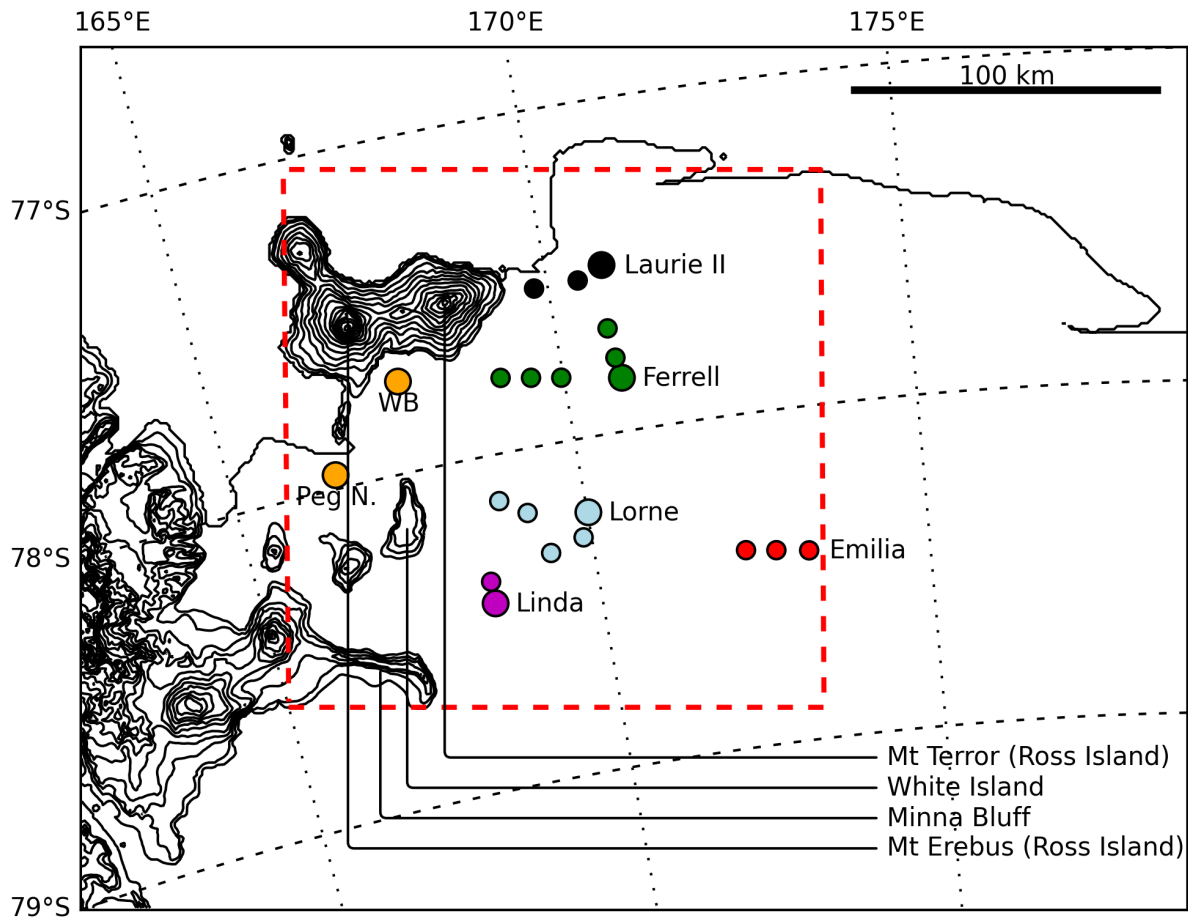 165°E 170°E 175°E
100 km
77°S
Laurie II
Ferrell
WB
Peg N.
Lorne
78°S
Emilia
Linda
Mt Terror (Ross Island)
White Island
Minna Bluff
Mt Erebus (Ross Island)
79°S